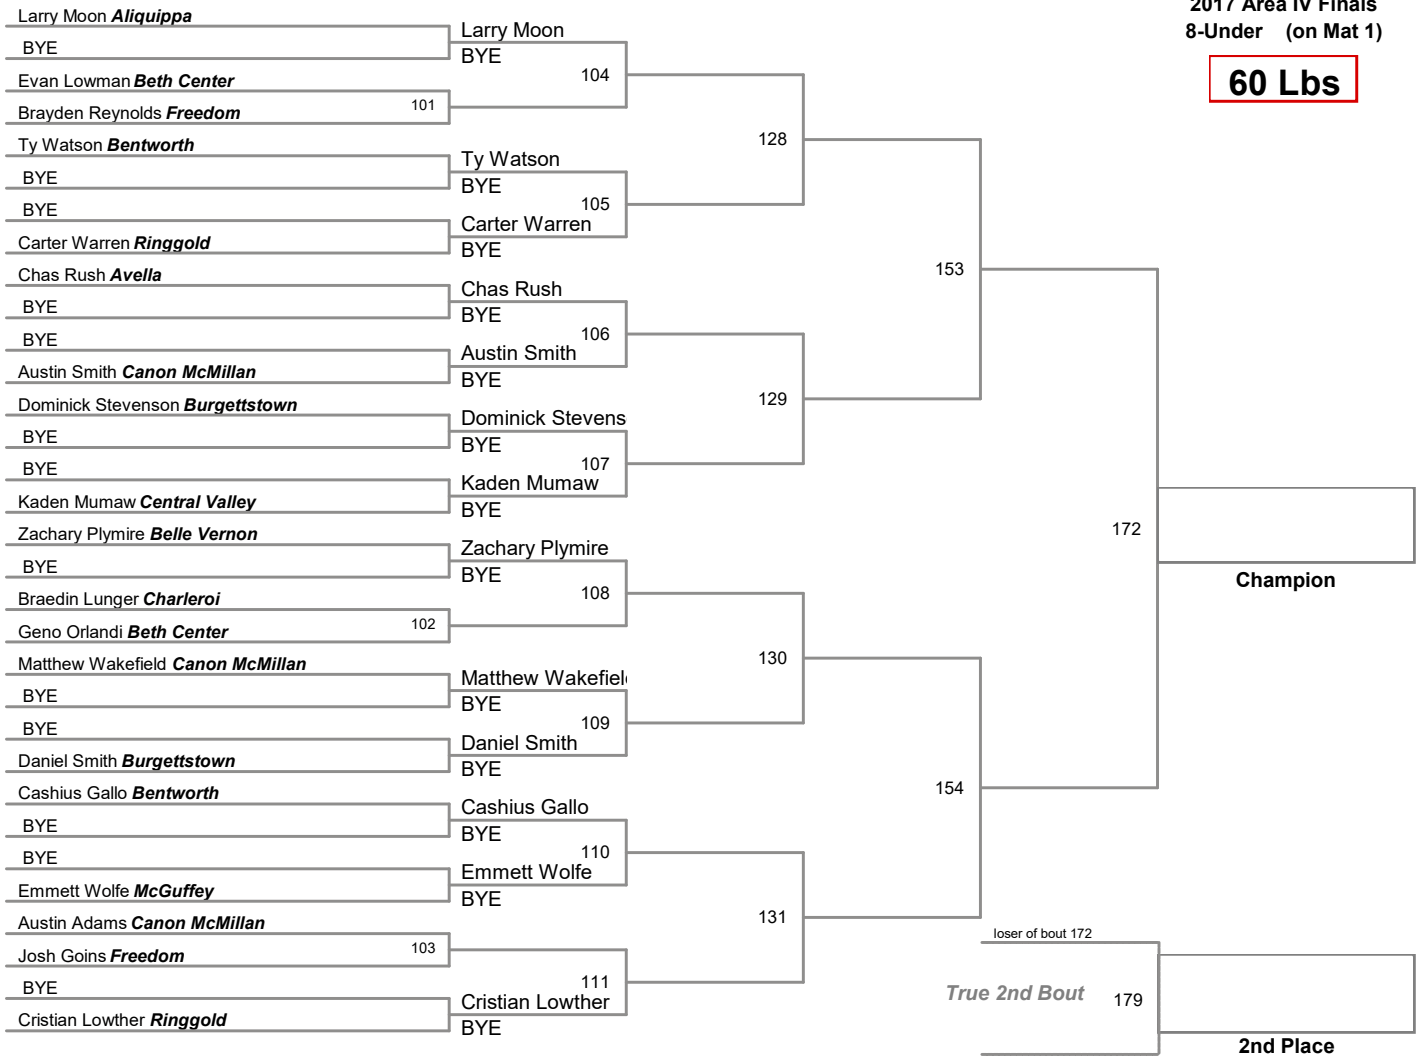 2017 Area IV Finals
8-Under (on Mat 1)
60 Lbs
Larry Moon Aliquippa
BYE
Evan Lowman Beth Center
Brayden Reynolds Freedom
101
Ty Watson Bentworth
BYE
BYE
Carter Warren Ringgold
Chas Rush Avella
BYE
BYE
Austin Smith Canon McMillan
Dominick Stevenson Burgettstown
BYE
BYE
Kaden Mumaw Central Valley
Zachary Plymire Belle Vernon
BYE
Braedin Lunger Charleroi
Geno Orlandi Beth Center
102
Matthew Wakefield Canon McMillan
BYE
BYE
Daniel Smith Burgettstown
Cashius Gallo Bentworth
BYE
BYE
Emmett Wolfe McGuffey
Austin Adams Canon McMillan
Josh Goins Freedom
103
BYE
Cristian Lowther Ringgold
Larry Moon
BYE
104
Ty Watson
BYE
105
Carter Warren
BYE
Chas Rush
BYE
106
Austin Smith
BYE
Dominick Stevens
BYE
107
Kaden Mumaw
BYE
Zachary Plymire
BYE
108
Matthew Wakefiel
BYE
109
Daniel Smith
BYE
Cashius Gallo
BYE
110
Emmett Wolfe
BYE
111
Cristian Lowther
BYE
128
129
130
131
153
154
172
Champion
loser of bout 172
True 2nd Bout
179
2nd Place